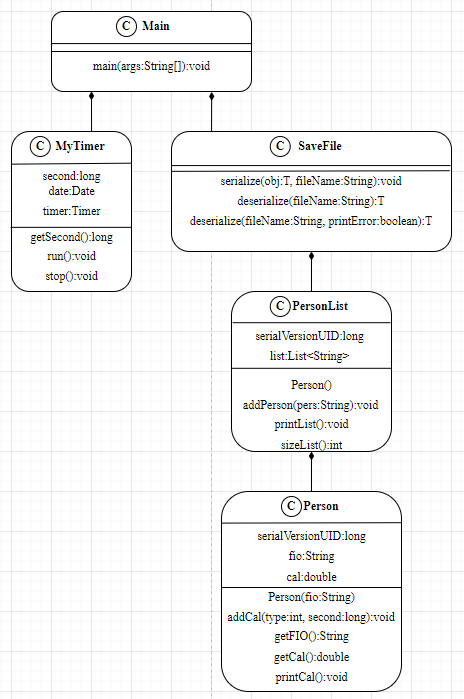 C Main
main(args:String[]):void
C MyTimer
second:long
date:Date
timer:Timer
getSecond():long
run():void
stop():void
C SaveFile
serialize(obj:T, fileName:String):void
deserialize(fileName:String):T
deserialize(fileName:String, printError:boolean):T
C PersonList
serialVersionUID:long
list:List<String>
Person()
addPerson(pers:String):void
printList():void
sizeList():int
C Person
serialVersionUID:long
fio:String
cal:double
Person(fio:String)
addCal(type:int, second:long):void
getFIO():String
getCal():double
printCal():void